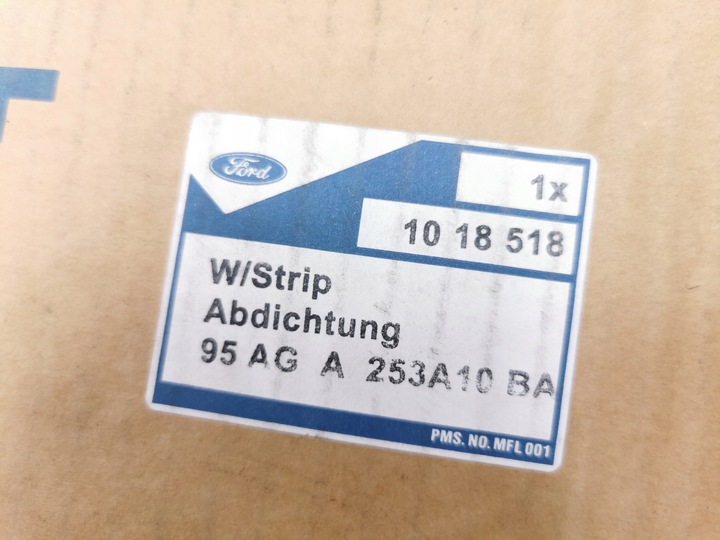 Ford
1x
10 18 518
W/Strip
Abdichtung
95 AG A 253A10 BA
PMS. NO. MFL 001